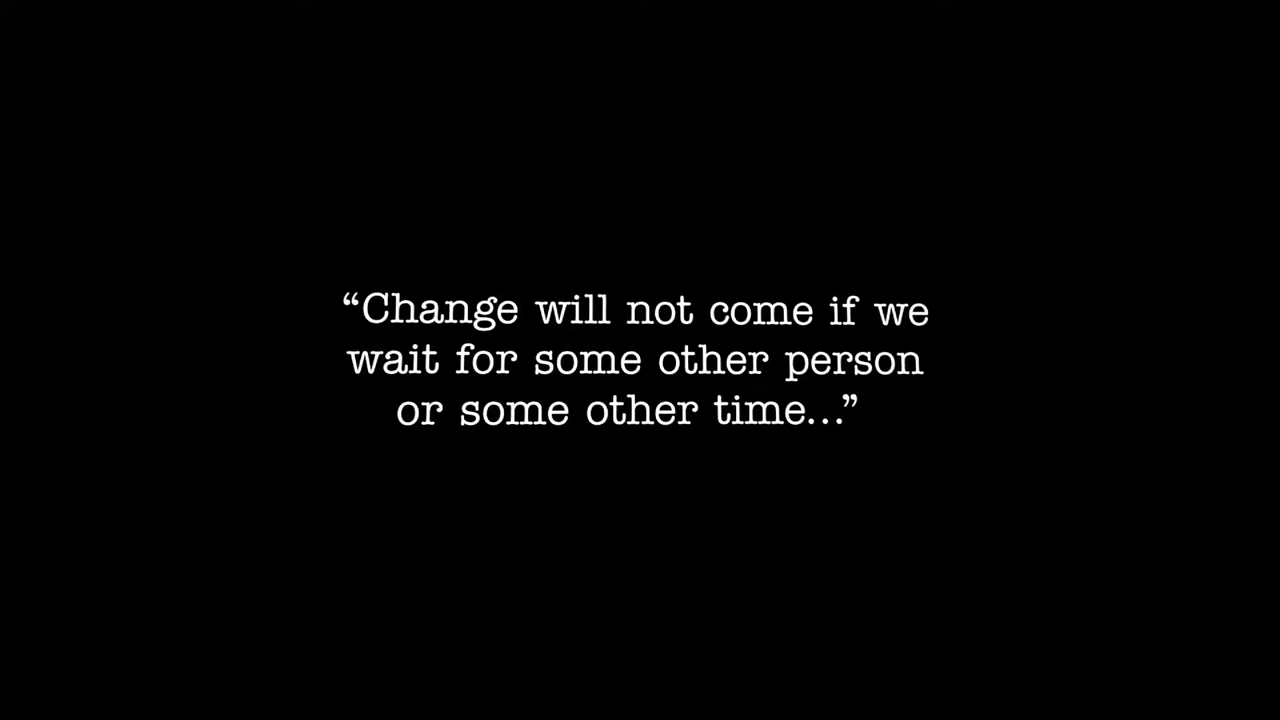 “Change will not come if we
wait for some other person
or some other time...”